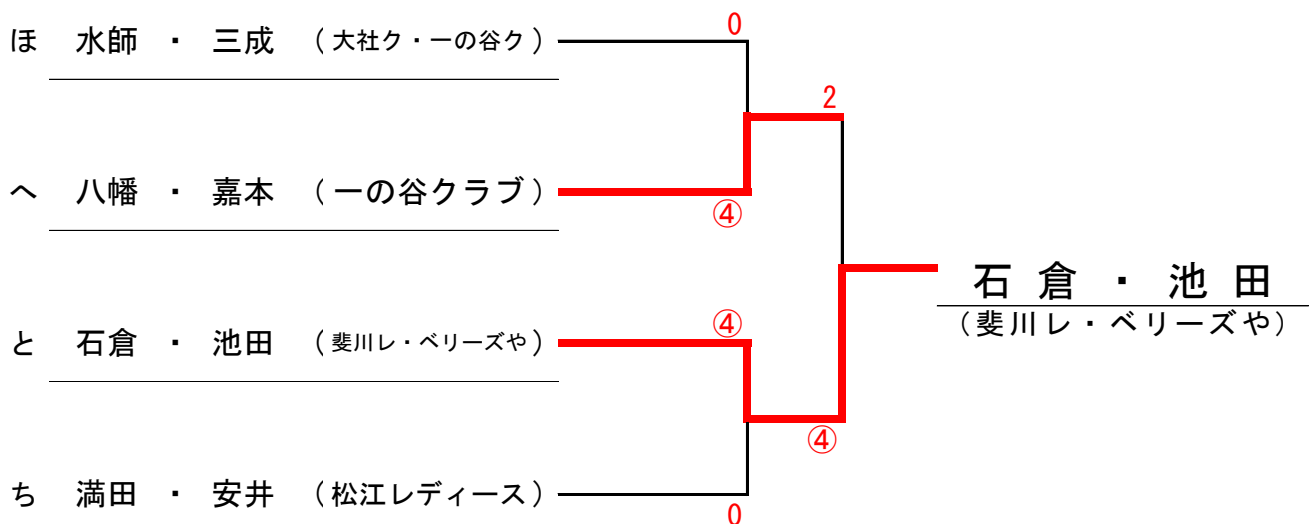 0
ほ 水師 ・ 三成 (大社ク・一の谷ク)
2
へ 八幡 ・ 嘉本 (一の谷クラブ)
④
石倉・池田
(斐川レ・ベリーズや)
④
と 石倉 ・ 池田 (斐川レ・ベリーズや)
④
ち 満田 ・ 安井 (松江レディース)
0